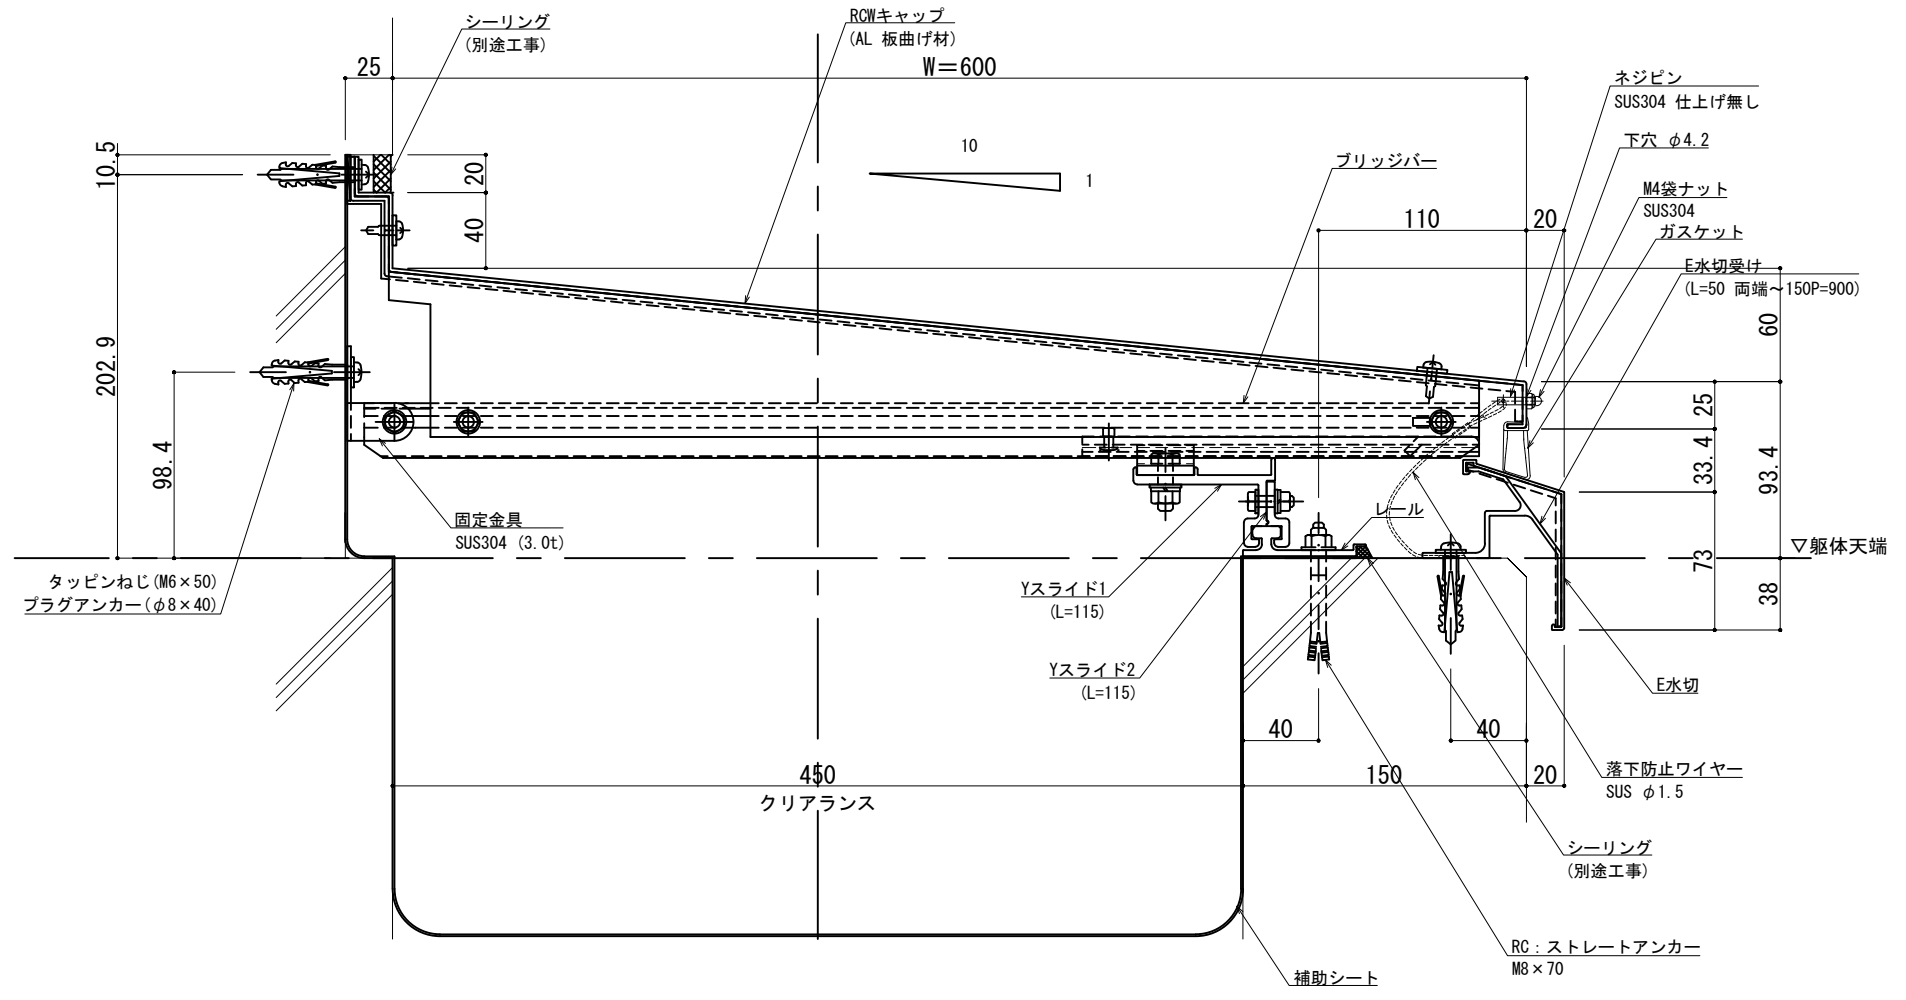 シーリング
(別途工事)
RCWキャップ
(AL 板曲げ材)
25
W＝600
ネジピン
SUS304 仕上げ無し
下穴 φ4.2
10.5
20
10
1
ブリッジバー
M4袋ナット
SUS304
40
110
20
ガスケット
E水切受け
(L=50 両端～150P=900)
60
202.9
25
98.4
33.4
93.4
固定金具
SUS304 (3.0t)
レール
▽躯体天端
タッピンねじ(M6×50)
プラグアンカー(φ8×40)
Yスライド1
(L=115)
73
38
Yスライド2
(L=115)
E水切
40
40
450
クリアランス
150
20
落下防止ワイヤー
SUS φ1.5
シーリング
(別途工事)
RC：ストレートアンカー
M8×70
補助シート